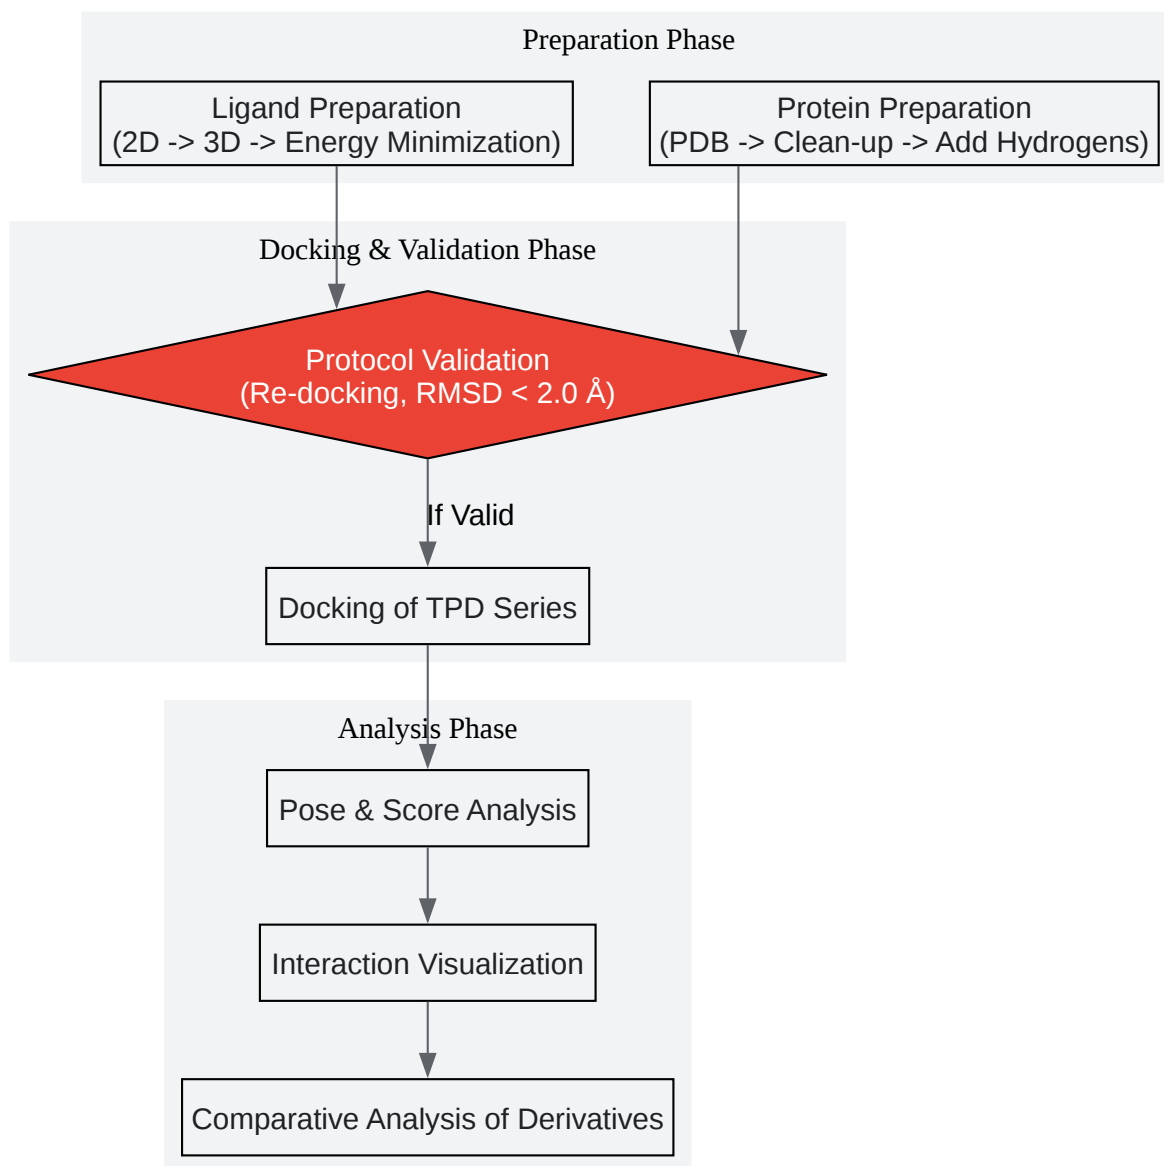 Preparation Phase
Ligand Preparation
(2D -> 3D -> Energy Minimization)
Protein Preparation
(PDB -> Clean-up -> Add Hydrogens)
Docking & Validation Phase
Protocol Validation
(Re-docking, RMSD < 2.0 Å)
If Valid
Docking of TPD Series
Analysis Phase
Pose & Score Analysis
Interaction Visualization
Comparative Analysis of Derivatives